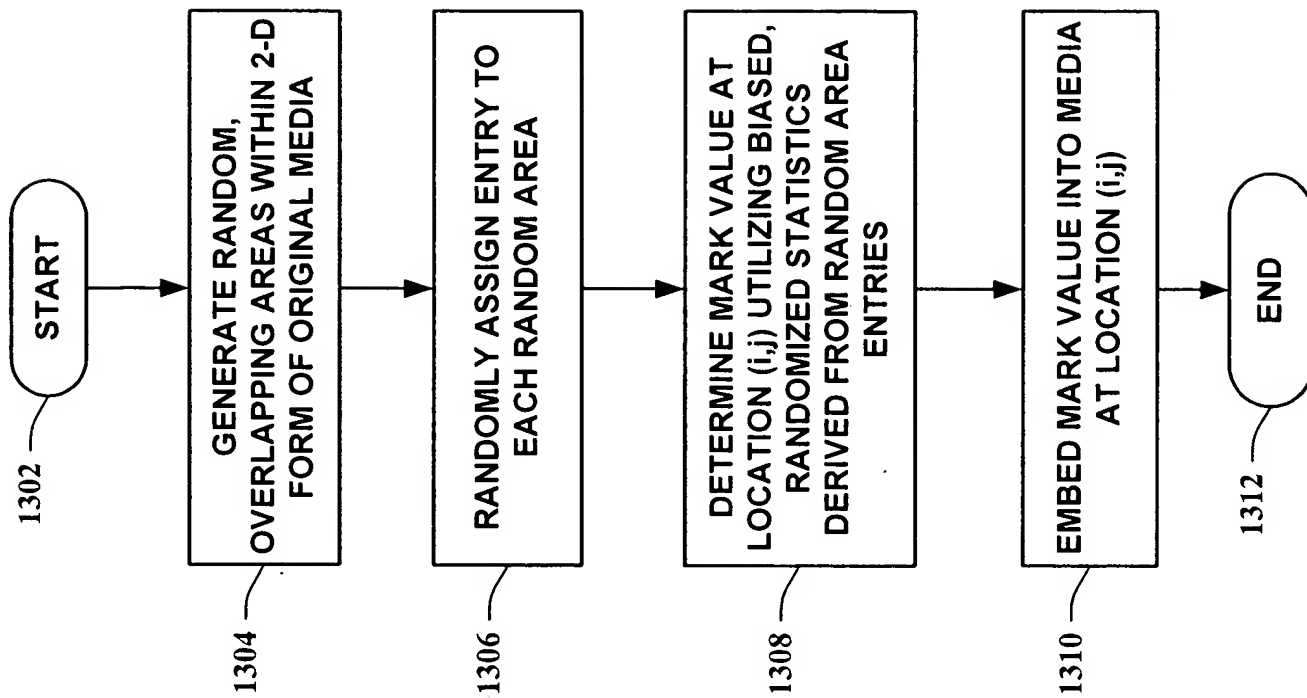 START
1302
GENERATE RANDOM,
OVERLAPPING AREAS WITHIN 2-D
FORM OF ORIGINAL MEDIA
1304
RANDOMLY ASSIGN ENTRY TO
EACH RANDOM AREA
1306
DETERMINE MARK VALUE AT
LOCATION (i,j) UTILIZING BIASED,
RANDOMIZED STATISTICS
DERIVED FROM RANDOM AREA
ENTRIES
1308
EMBED MARK VALUE INTO MEDIA
AT LOCATION (i,j)
1310
END
1312